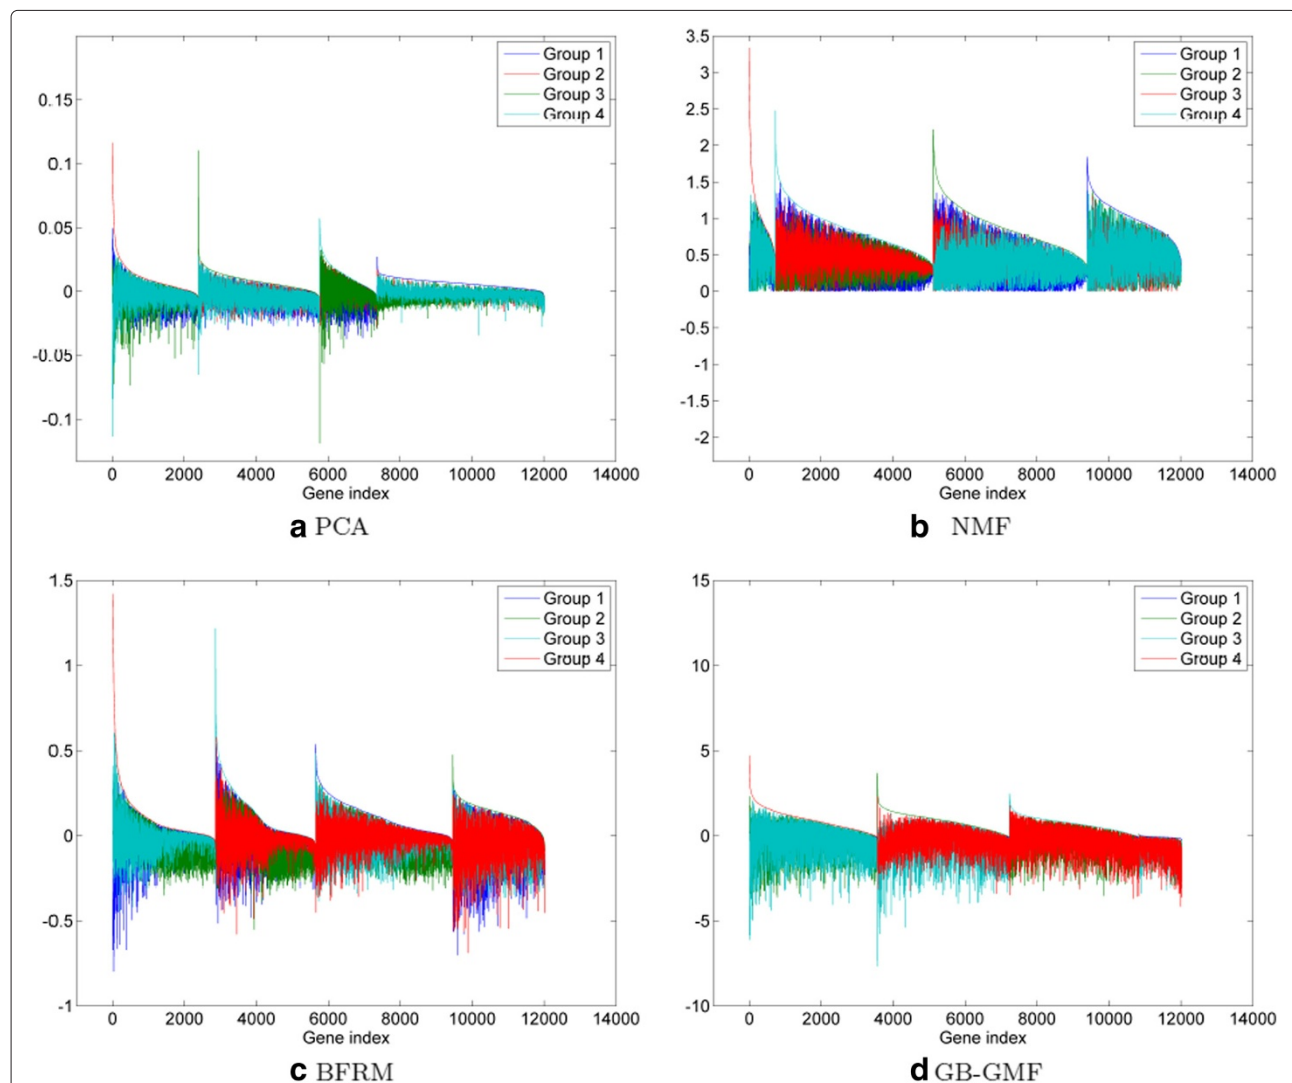 Group 1
Group 2
Group 3
Group 4
0.15
0.1
0.05
0
-0.05
-0.1
0 2000 4000 6000 8000 10000 12000 14000
Gene index
a PCA
Group 1
Group 2
Group 3
Group 4
3.5
3
2.5
2
1.5
1
0.5
0
-0.5
-1
-1.5
-2
0 2000 4000 6000 8000 10000 12000 14000
Gene index
b NMF
Group 1
Group 2
Group 3
Group 4
1.5
1
0.5
0
-0.5
-1
0 2000 4000 6000 8000 10000 12000 14000
Gene index
c BFRM
Group 1
Group 2
Group 3
Group 4
15
10
5
0
-5
-10
0 2000 4000 6000 8000 10000 12000 14000
Gene index
d GB-GMF